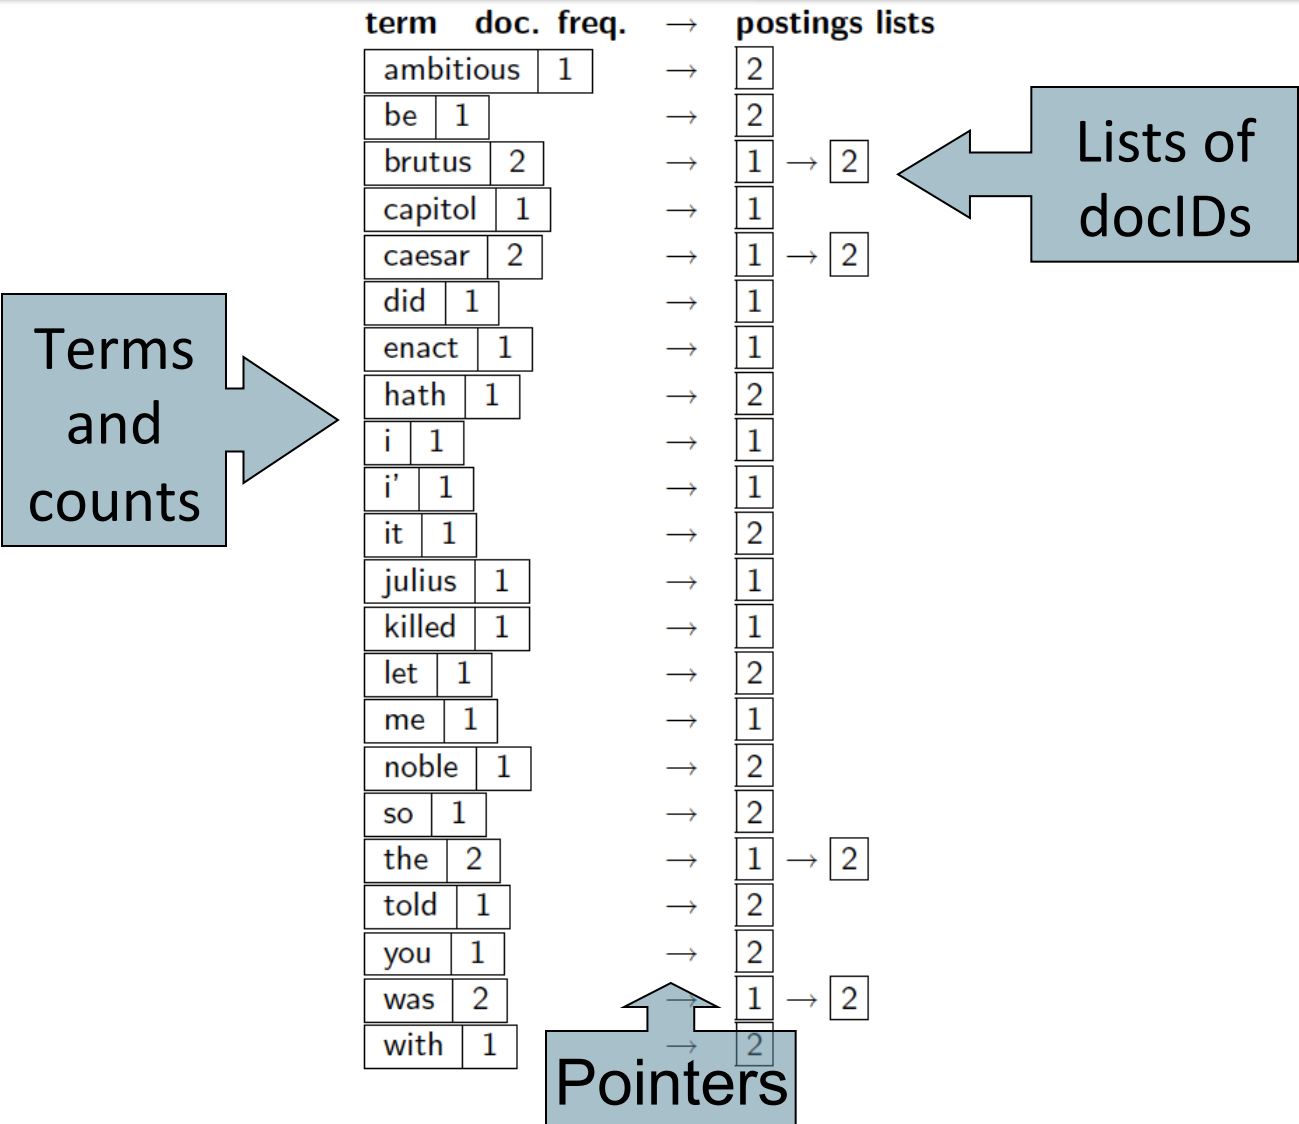 term doc. freq. → postings lists
ambitious 1 → 2
be 1 → 2
brutus 2 → 1 → 2
capitol 1 → 1
caesar 2 → 1 → 2
did 1 → 1
enact 1 → 1
hath 1 → 2
i 1 → 1
i’ 1 → 1
it 1 → 2
julius 1 → 1
killed 1 → 1
let 1 → 2
me 1 → 1
noble 1 → 2
so 1 → 2
the 2 → 1 → 2
told 1 → 2
you 1 → 2
was 2 → 1 → 2
with 1 → 2
Lists of
docIDs
Terms
and
counts
Pointers